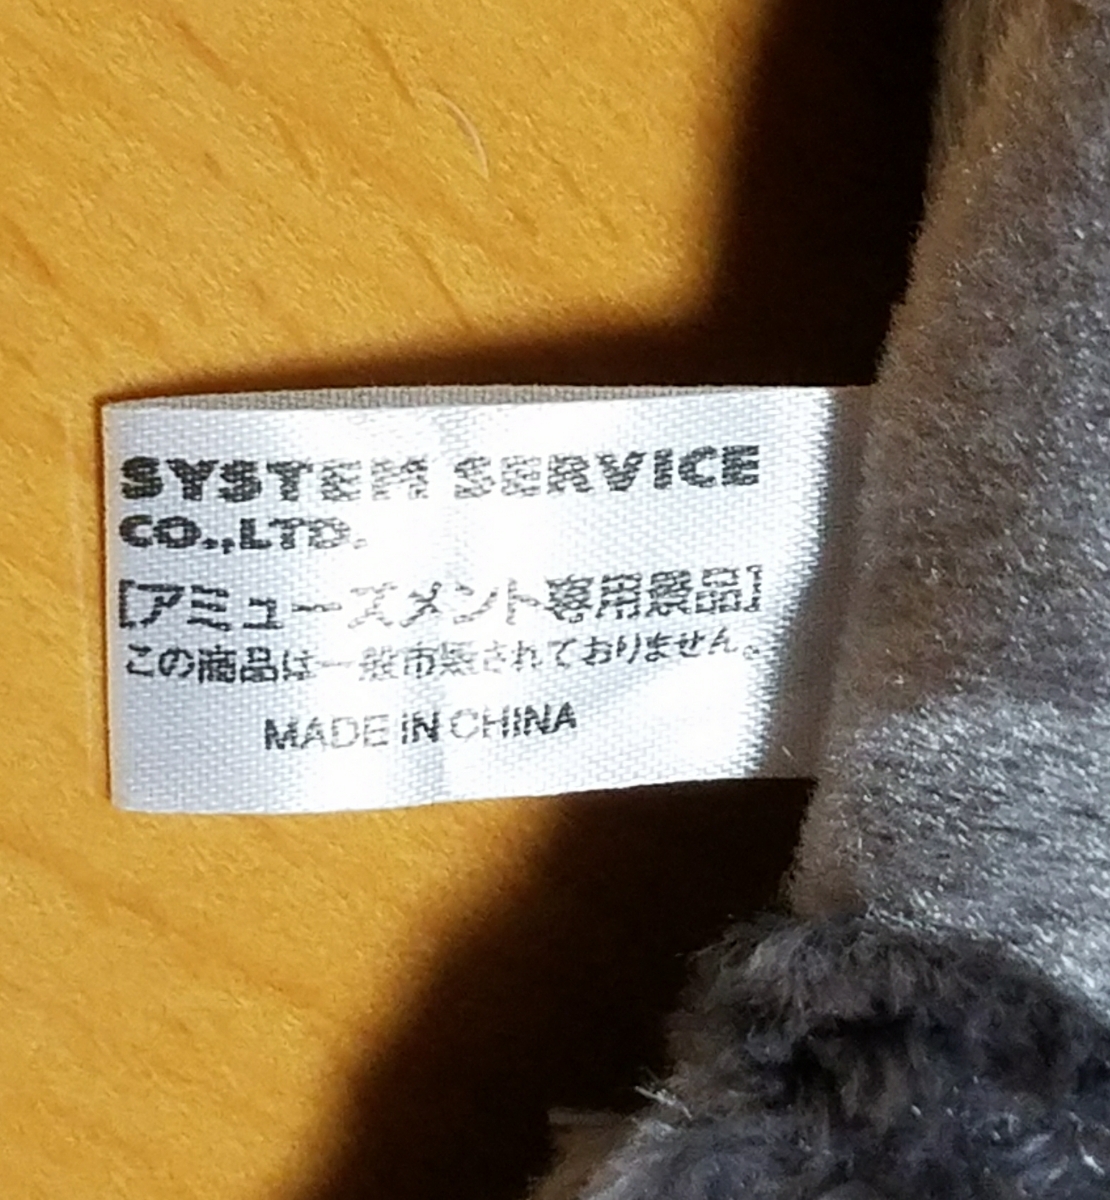 SYSTEM SERVICE
CO.,LTD.
[アミューズメント専用景品]
この商品は一般市販されておりません。
MADE IN CHINA